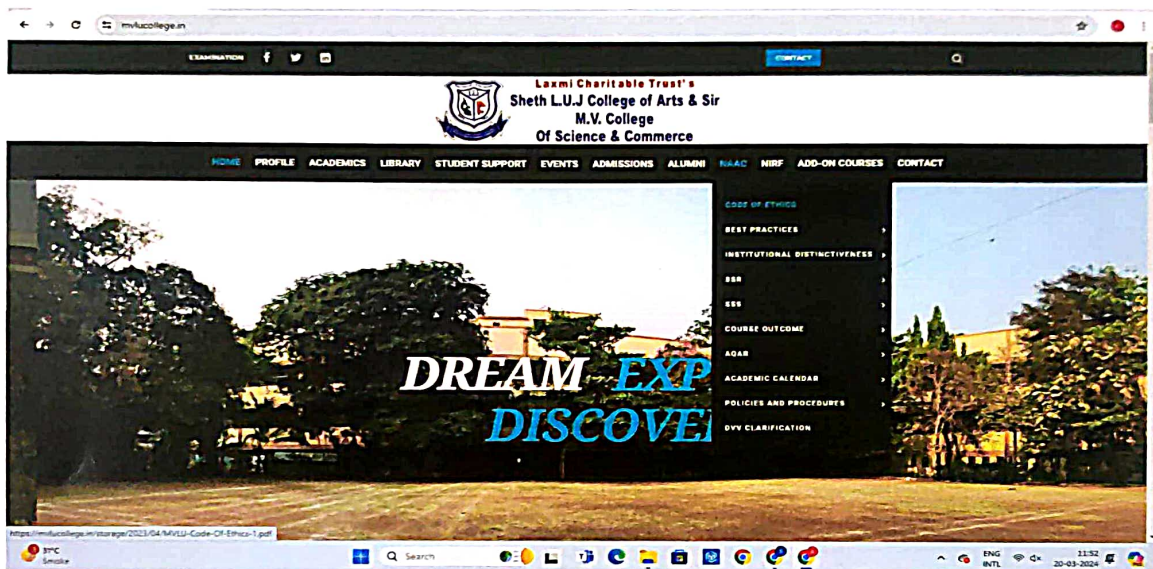 mvlucollege.in
EXAMINATION
CONTACT
Laxmi Charitable Trust's
Sheth L.U.J College of Arts & Sir
M.V. College
Of Science & Commerce
HOME PROFILE ACADEMICS LIBRARY STUDENT SUPPORT EVENTS ADMISSIONS ALUMNI NAAC NIRF ADD-ON COURSES CONTACT
CODE OF ETHICS
BEST PRACTICES
INSTITUTIONAL DISTINCTIVENESS
SSR
SSS
COURSE OUTCOME
AQAR
ACADEMIC CALENDAR
POLICIES AND PROCEDURES
DVV CLARIFICATION
DREAM EXP
DISCOVE
https://mvlucollege.in/storage/2023/04/MVLU-Code-Of-Ethics-1.pdf
31°C
Smoke
Search
ENG
INTL
11:52
20-03-2024